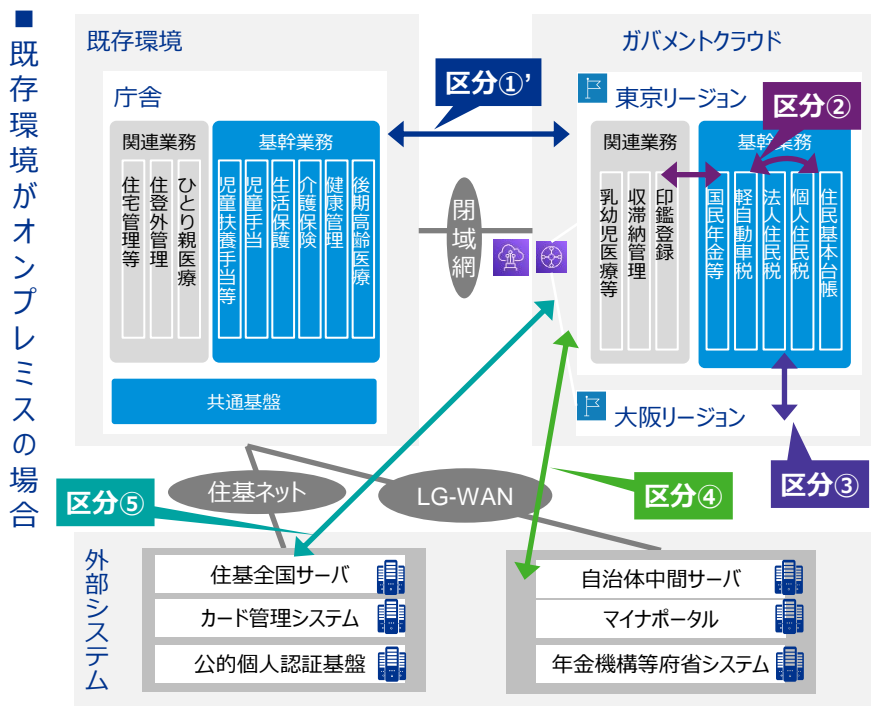 ■既存環境がオンプレミスの場合
既存環境
庁舎
関連業務
住宅管理等
住登外管理
ひとり親医療
基幹業務
児童扶養手当等
児童手当
生活保護
介護保険
健康管理
後期高齢医療
共通基盤
区分①’
閉域網
ガバメントクラウド
東京リージョン
区分②
関連業務
乳幼児医療等
収滞納管理
印鑑登録
基幹業務
国民年金等
軽自動車税
法人住民税
個人住民税
住民基本台帳
大阪リージョン
区分③
区分④
区分⑤
住基ネット
LG-WAN
外部システム
住基全国サーバ
カード管理システム
公的個人認証基盤
自治体中間サーバ
マイナポータル
年金機構等府省システム